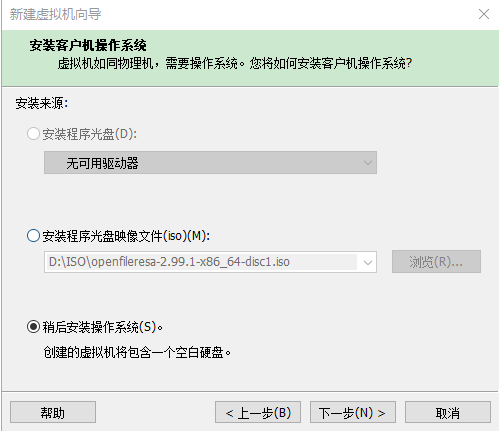 新建虚拟机向导
安装客户机操作系统
虚拟机如同物理机，需要操作系统。您将如何安装客户机操作系统?
安装来源:
安装程序光盘(D):
无可用驱动器
安装程序光盘映像文件(iso)(M):
D:\ISO\openfileresa-2.99.1-x86_64-disc1.iso
浏览(R)...
稍后安装操作系统(S)。
创建的虚拟机将包含一个空白硬盘。
帮助
< 上一步(B)
下一步(N) >
取消